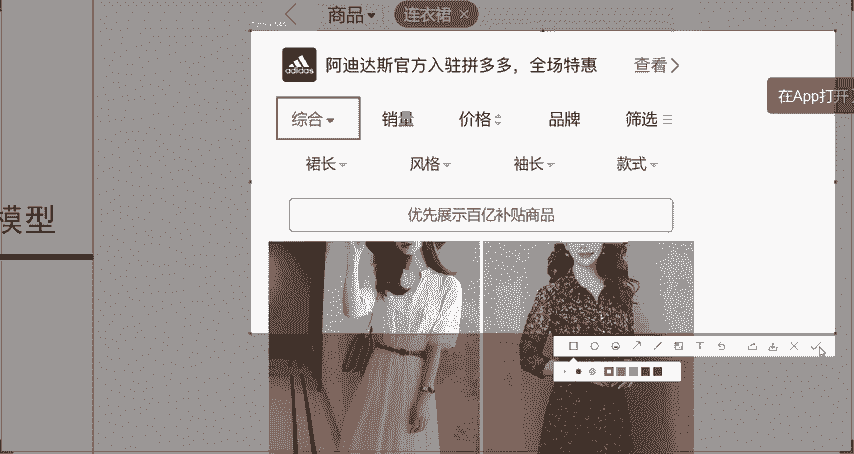 商品
连衣裙 ×
adidas
阿迪达斯官方入驻拼多多，全场特惠 查看
在App打开
综合 销量 价格 品牌 筛选
裙长 风格 袖长 款式
模型
优先展示百亿补贴商品
T